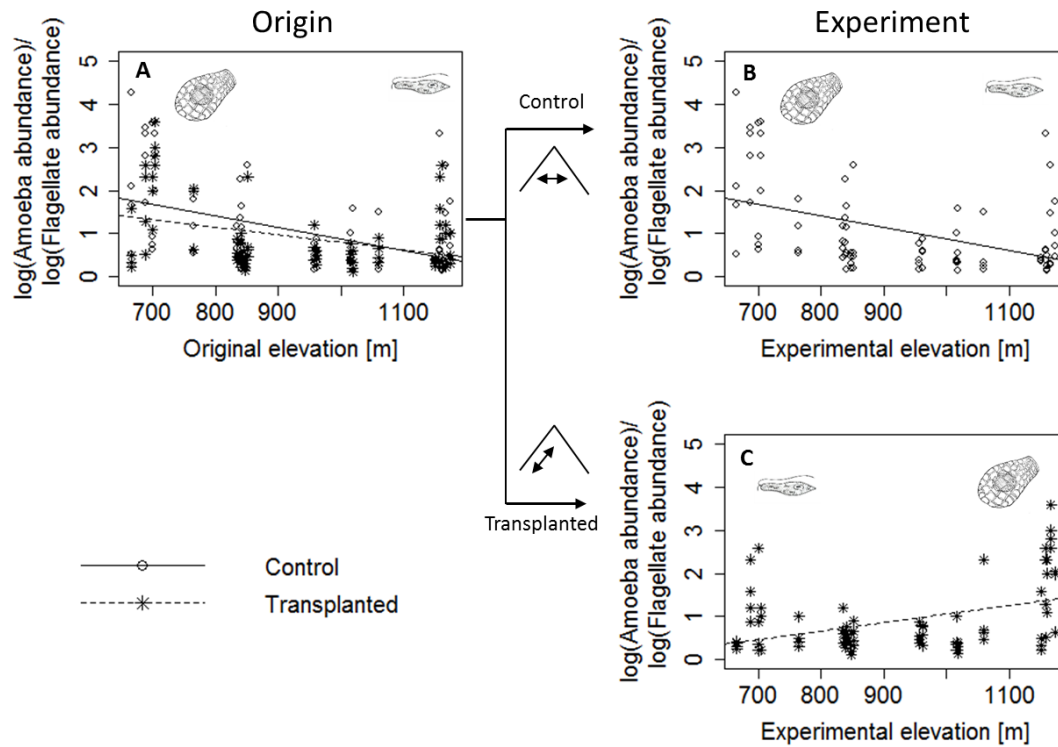 Origin
Experiment
A
log(Amoeba abundance)/
log(Flagellate abundance)
5
4
3
2
1
0
700 800 900 1100
Original elevation [m]
Control
B
log(Amoeba abundance)/
log(Flagellate abundance)
5
4
3
2
1
0
700 800 900 1100
Experimental elevation [m]
Transplanted
C
log(Amoeba abundance)/
log(Flagellate abundance)
5
4
3
2
1
0
700 800 900 1100
Experimental elevation [m]
Control
Transplanted